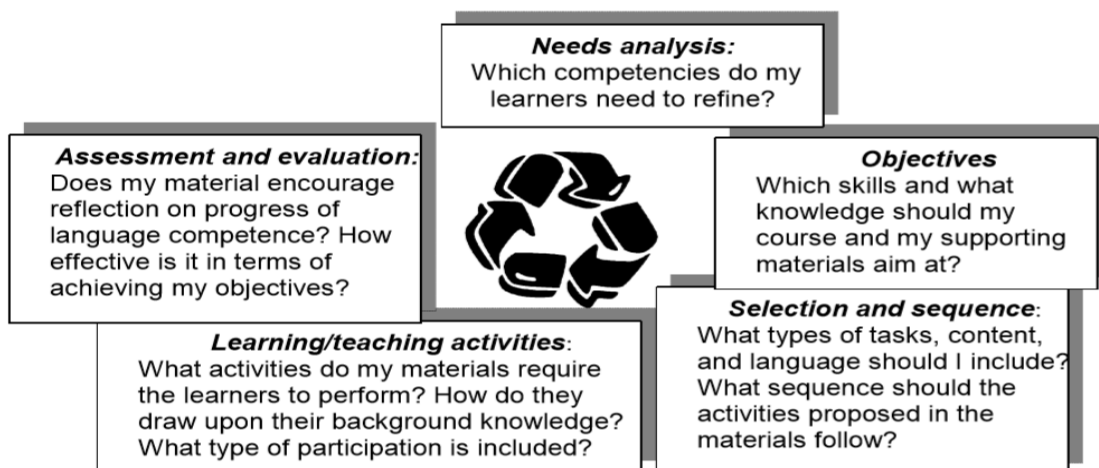 Needs analysis:
Which competencies do my
learners need to refine?
Objectives
Which skills and what
knowledge should my
course and my supporting
materials aim at?
Selection and sequence:
What types of tasks, content,
and language should I include?
What sequence should the
activities proposed in the
materials follow?
Learning/teaching activities:
What activities do my materials require
the learners to perform? How do they
draw upon their background knowledge?
What type of participation is included?
Assessment and evaluation:
Does my material encourage
reflection on progress of
language competence? How
effective is it in terms of
achieving my objectives?